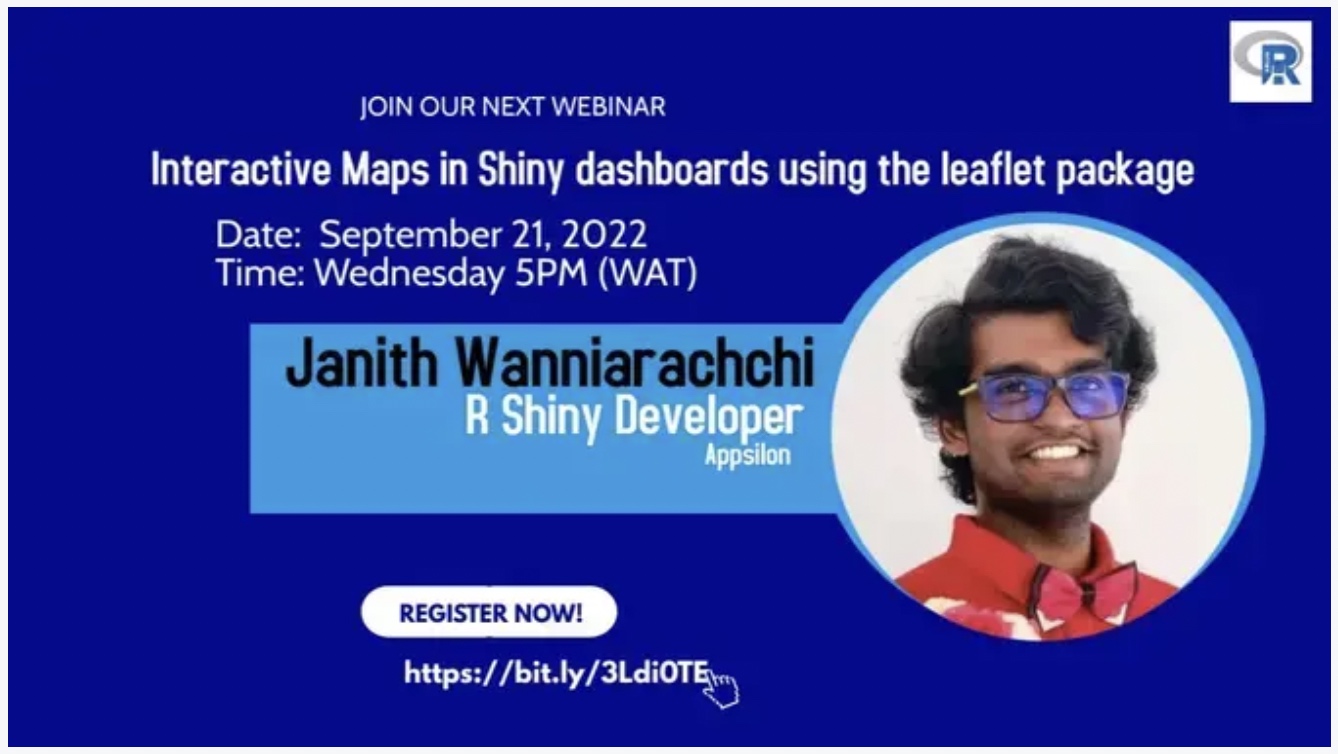 JOIN OUR NEXT WEBINAR
Interactive Maps in Shiny dashboards using the leaflet package
Date: September 21, 2022
Time: Wednesday 5PM (WAT)
Janith Wanniarachchi
R Shiny Developer
Appsilon
REGISTER NOW!
https://bit.ly/3Ldi0TE